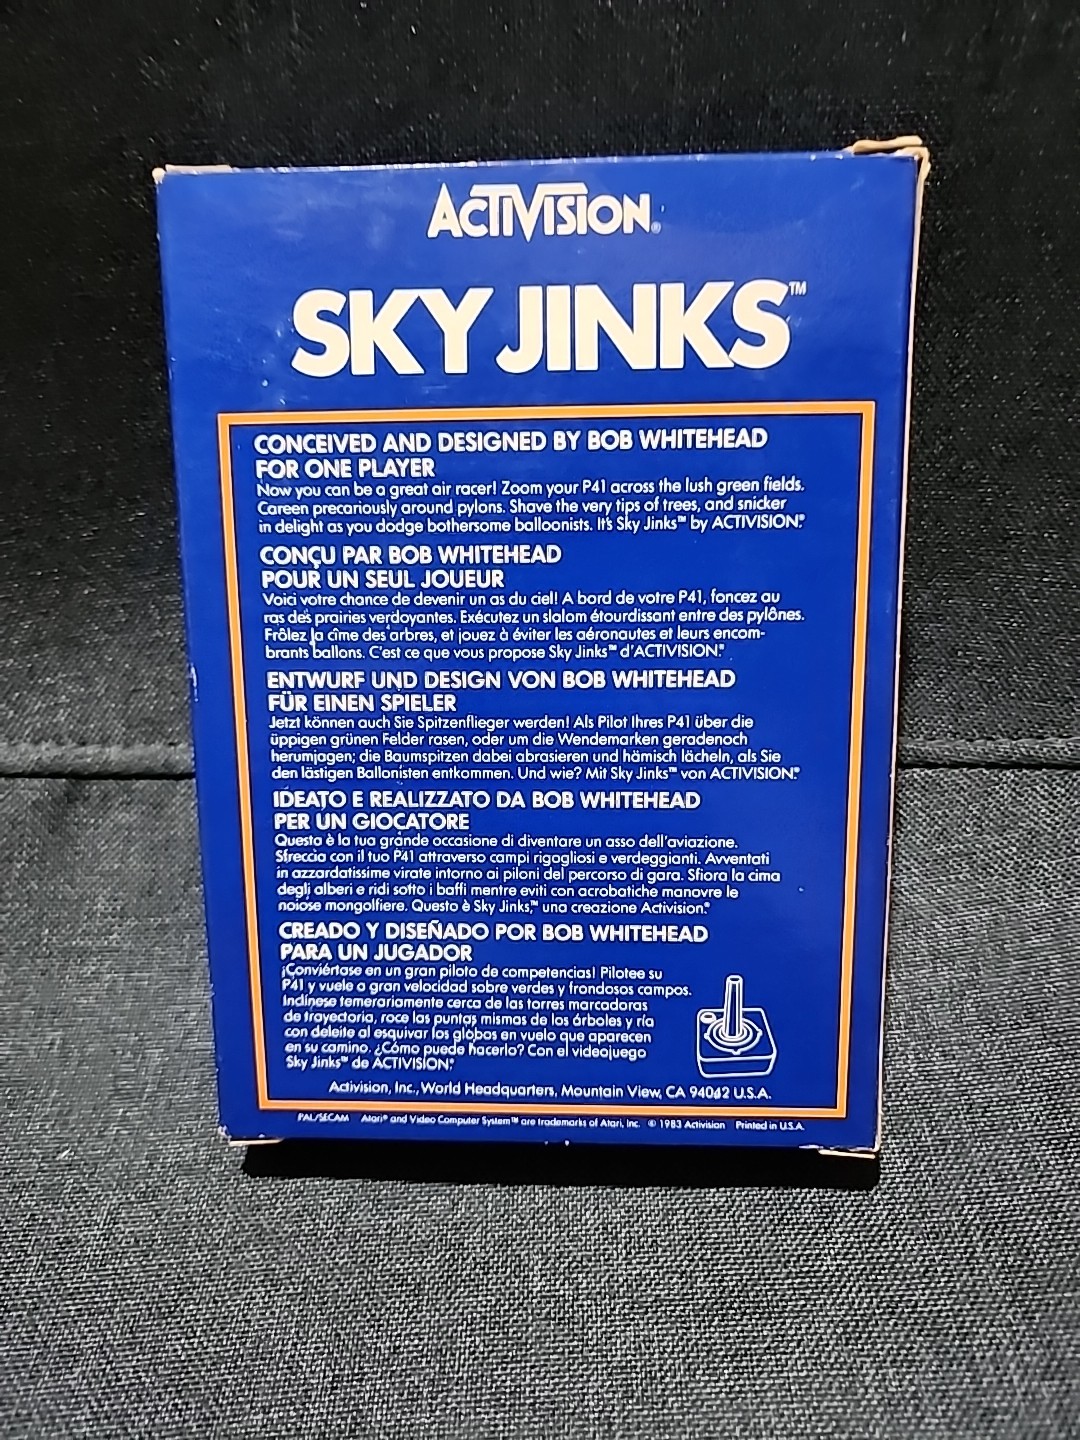 ACTIVISION®
SKY JINKS™
CONCEIVED AND DESIGNED BY BOB WHITEHEAD
FOR ONE PLAYER
Now you can be a great air racer! Zoom your P41 across the lush green fields.
Careen precariously around pylons. Shave the very tips of trees, and snicker
in delight as you dodge bothersome balloonists. It's Sky Jinks™ by ACTIVISION.®
CONÇU PAR BOB WHITEHEAD
POUR UN SEUL JOUEUR
Voici votre chance de devenir un as du ciel! A bord de votre P41, foncez au
ras des prairies verdoyantes. Exécutez un slalom étourdissant entre des pylônes.
Frôlez la cîme des arbres, et jouez à éviter les aéronautes et leurs encom-
brants ballons. C'est ce que vous propose Sky Jinks™ d'ACTIVISION.®
ENTWURF UND DESIGN VON BOB WHITEHEAD
FÜR EINEN SPIELER
Jetzt können auch Sie Spitzenflieger werden! Als Pilot Ihres P41 über die
üppigen grünen Felder rasen, oder um die Wendemarken geradenoch
herumjagen; die Baumspitzen dabei abrasieren und hämisch lächeln, als Sie
den lästigen Ballonisten entkommen. Und wie? Mit Sky Jinks™ von ACTIVISION.®
IDEATO E REALIZZATO DA BOB WHITEHEAD
PER UN GIOCATORE
Questa è la tua grande occasione di diventare un asso dell'aviazione.
Sfreccia con il tuo P41 attraverso campi rigogliosi e verdeggianti. Avventati
in azzardatissime virate intorno ai piloni del percorso di gara. Sfiora la cima
degli alberi e ridi sotto i baffi mentre eviti con acrobatiche manovre le
noiose mongolfiere. Questo è Sky Jinks,™ una creazione Activision.®
CREADO Y DISEÑADO POR BOB WHITEHEAD
PARA UN JUGADOR
¡Conviértase en un gran piloto de competencias! Pilotee su
P41 y vuele a gran velocidad sobre verdes y frondosos campos.
Indínese temerariamente cerca de las torres marcadoras
de trayectoria, roce las puntas mismas de los árboles y ría
con deleite al esquivar los globos en vuelo que aparecen
en su camino. ¿Cómo puede hacerlo? Con el videojuego
Sky Jinks™ de ACTIVISION.®
Activision, Inc., World Headquarters, Mountain View, CA 94042 U.S.A.
PAL/SECAM Atari® and Video Computer System™ are trademarks of Atari, Inc. © 1983 Activision Printed in U.S.A.